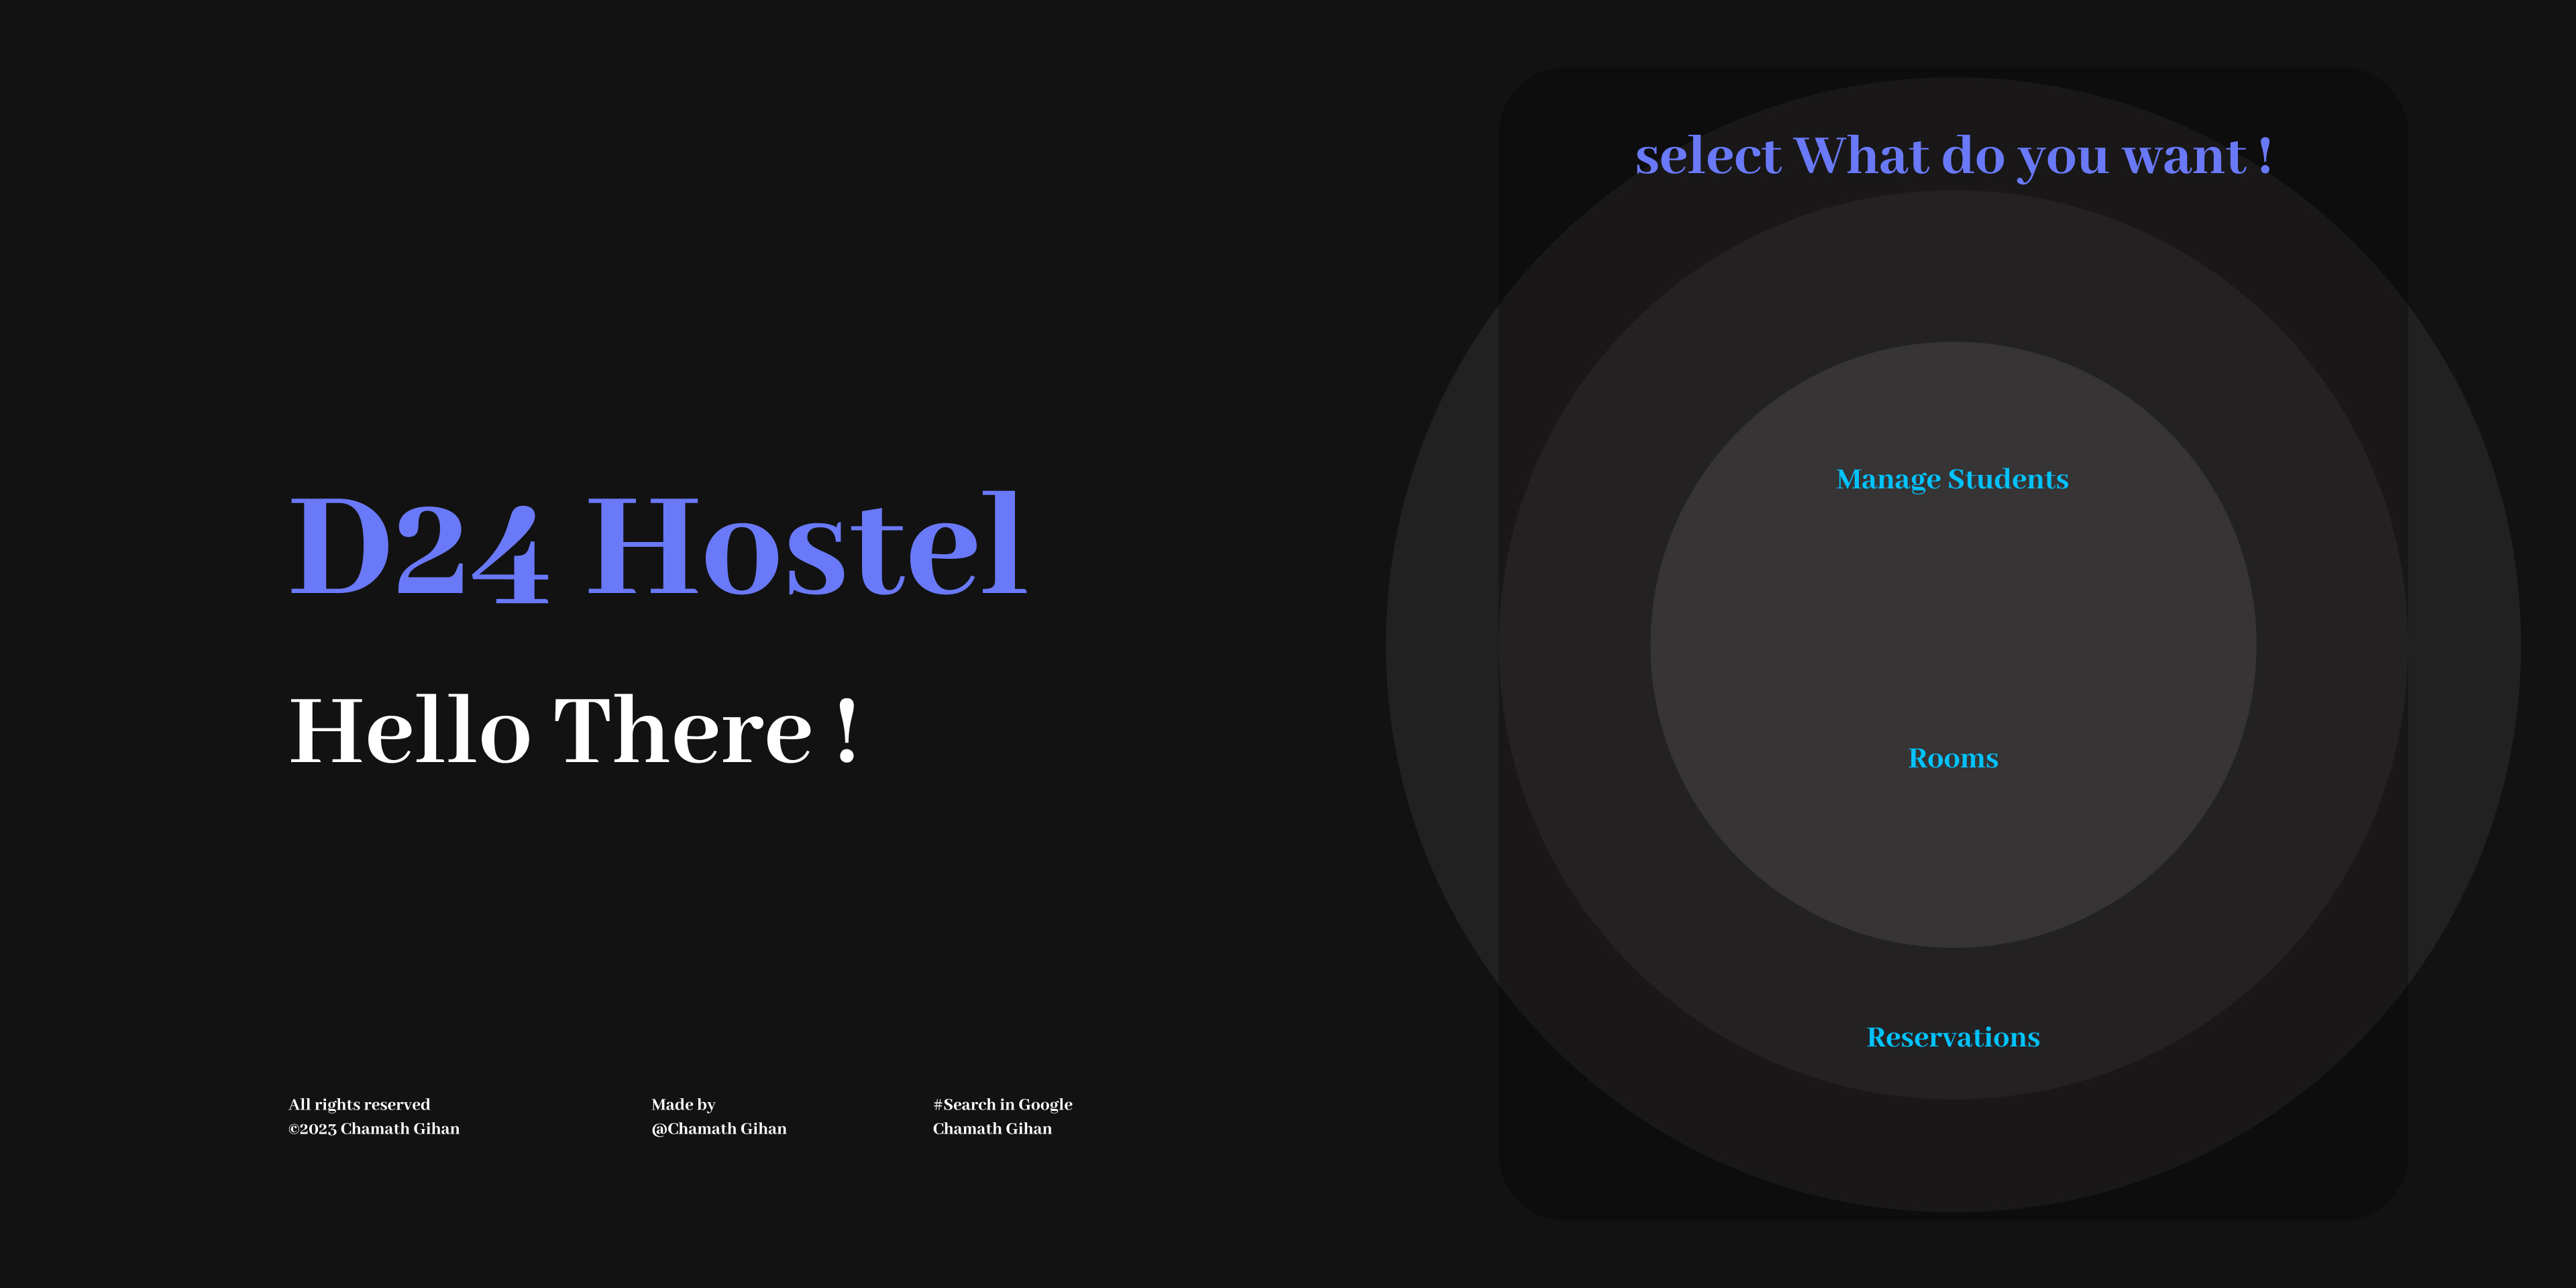 D24 Hostel
Hello There !
All rights reserved
©2023 Chamath Gihan
Made by
@Chamath Gihan
#Search in Google
Chamath Gihan
select What do you want !
Manage Students
Rooms
Reservations